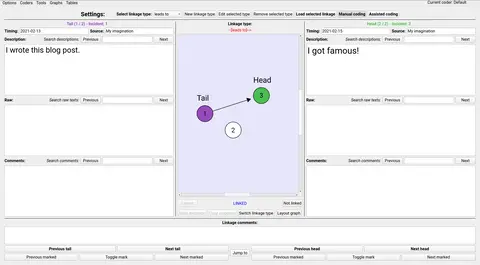 Options Coders Tools Graphs Tables
Current coder: Default
Settings:
Select linkage type: leads to
New linkage type
Edit selected type
Remove selected type
Load selected linkage
Manual coding
Assisted coding
Tail (1 / 2) - Incident: 1
Timing: 2021-02-13
Source: My imagination
Description:
Search descriptions:
Previous
Next
I wrote this blog post.
Raw:
Search raw texts:
Previous
Next
Comments:
Search comments:
Previous
Next
Linkage type:
Head
Tail
3
1
2
LINKED
Not linked
Switch linkage type
Layout graph
Head (2 / 2) - Incident: 3
Timing: 2021-02-15
Source: My imagination
Description:
Search descriptions:
Previous
Next
I got famous!
Raw:
Search raw texts:
Previous
Next
Comments:
Search comments:
Previous
Next
Linkage comments:
Previous tail
Next tail
Previous marked
Toggle mark
Next marked
Jump to
Previous head
Next head
Previous marked
Toggle mark
Next marked